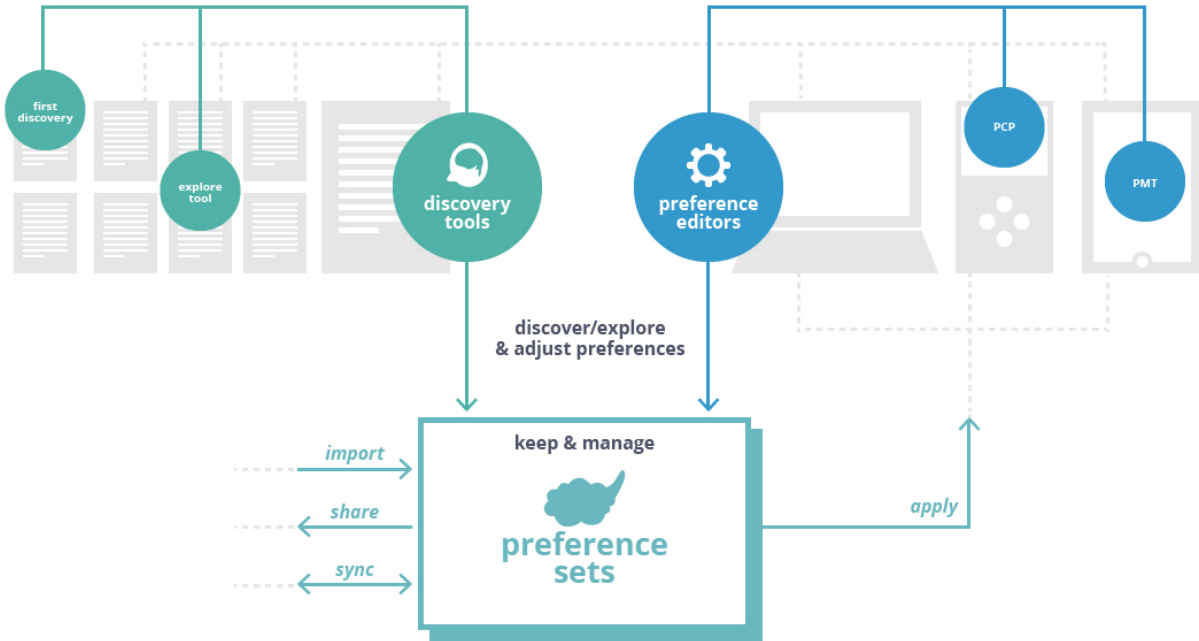 first
discovery
explore
tool
discovery
tools
preference
editors
PCP
PMT
discover/explore
& adjust preferences
keep & manage
preference
sets
import
share
sync
apply